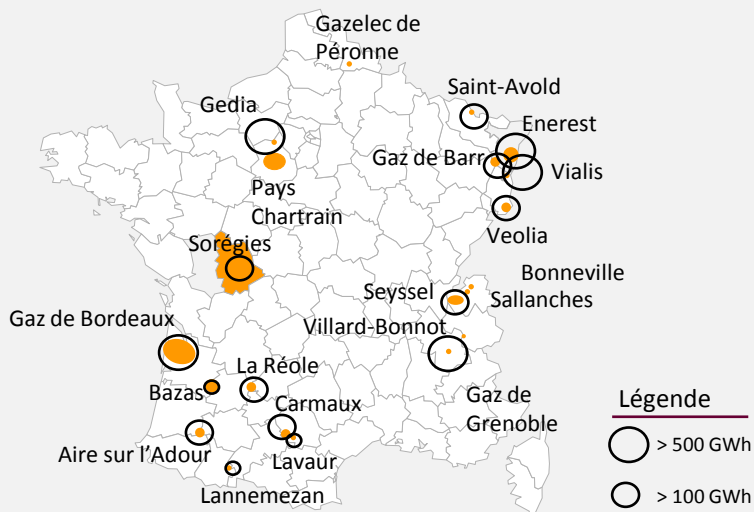 Gazelec de
Péronne
Saint-Avold
Gedia
Enerest
Gaz de Barr
Vialis
Pays
Chartrain
Veolia
Sorégies
Bonneville
Seyssel
Sallanches
Gaz de Bordeaux
Villard-Bonnot
La Réole
Bazas
Carmaux
Gaz de
Grenoble
Légende
Aire sur l'Adour
Lavaur
> 500 GWh
Lannemezan
> 100 GWh